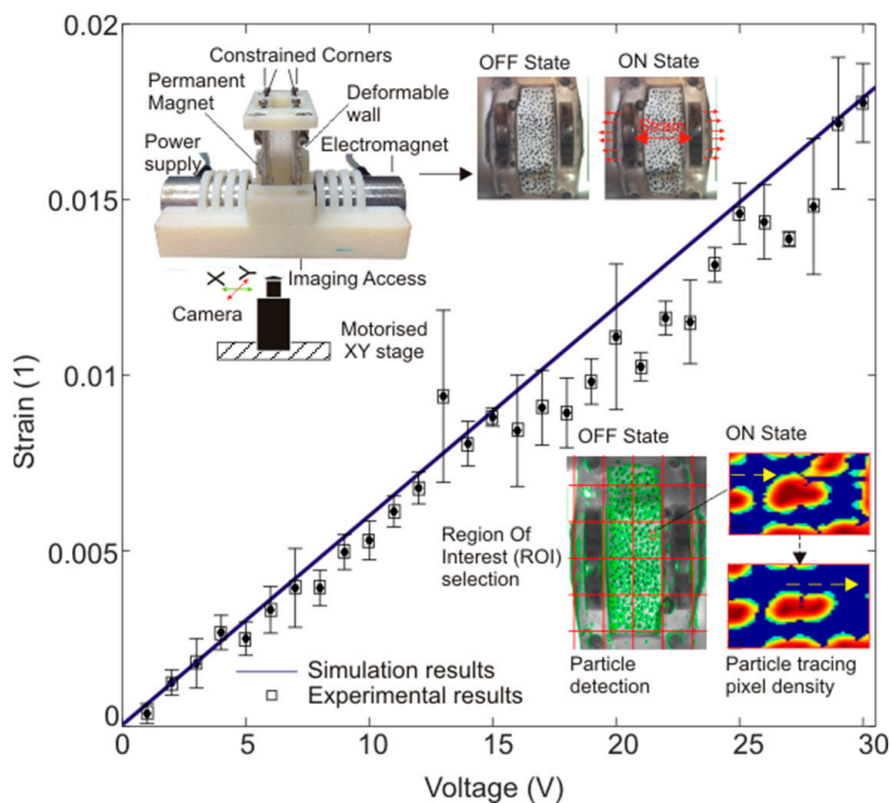 0.02
0.015
0.01
0.005
0
Strain (1)
0
5
10
15
20
25
30
Voltage (V)
Constrained Corners
Permanent
Magnet
Deformable
wall
Power
supply
Electromagnet
Imaging Access
X
Y
Camera
Motorised
XY stage
OFF State
ON State
Strain
OFF State
ON State
Region Of
Interest (ROI)
selection
Particle
detection
Particle tracing
pixel density
Simulation results
Experimental results